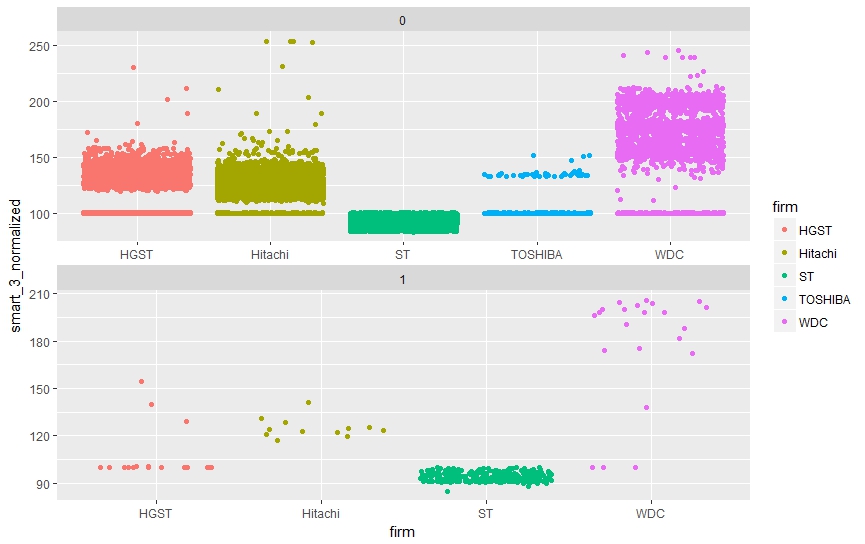 0
smart_3_normalized
250
200
150
100
HGST
Hitachi
ST
TOSHIBA
WDC
1
210
180
150
120
90
HGST
Hitachi
ST
WDC
firm
firm
HGST
Hitachi
ST
TOSHIBA
WDC